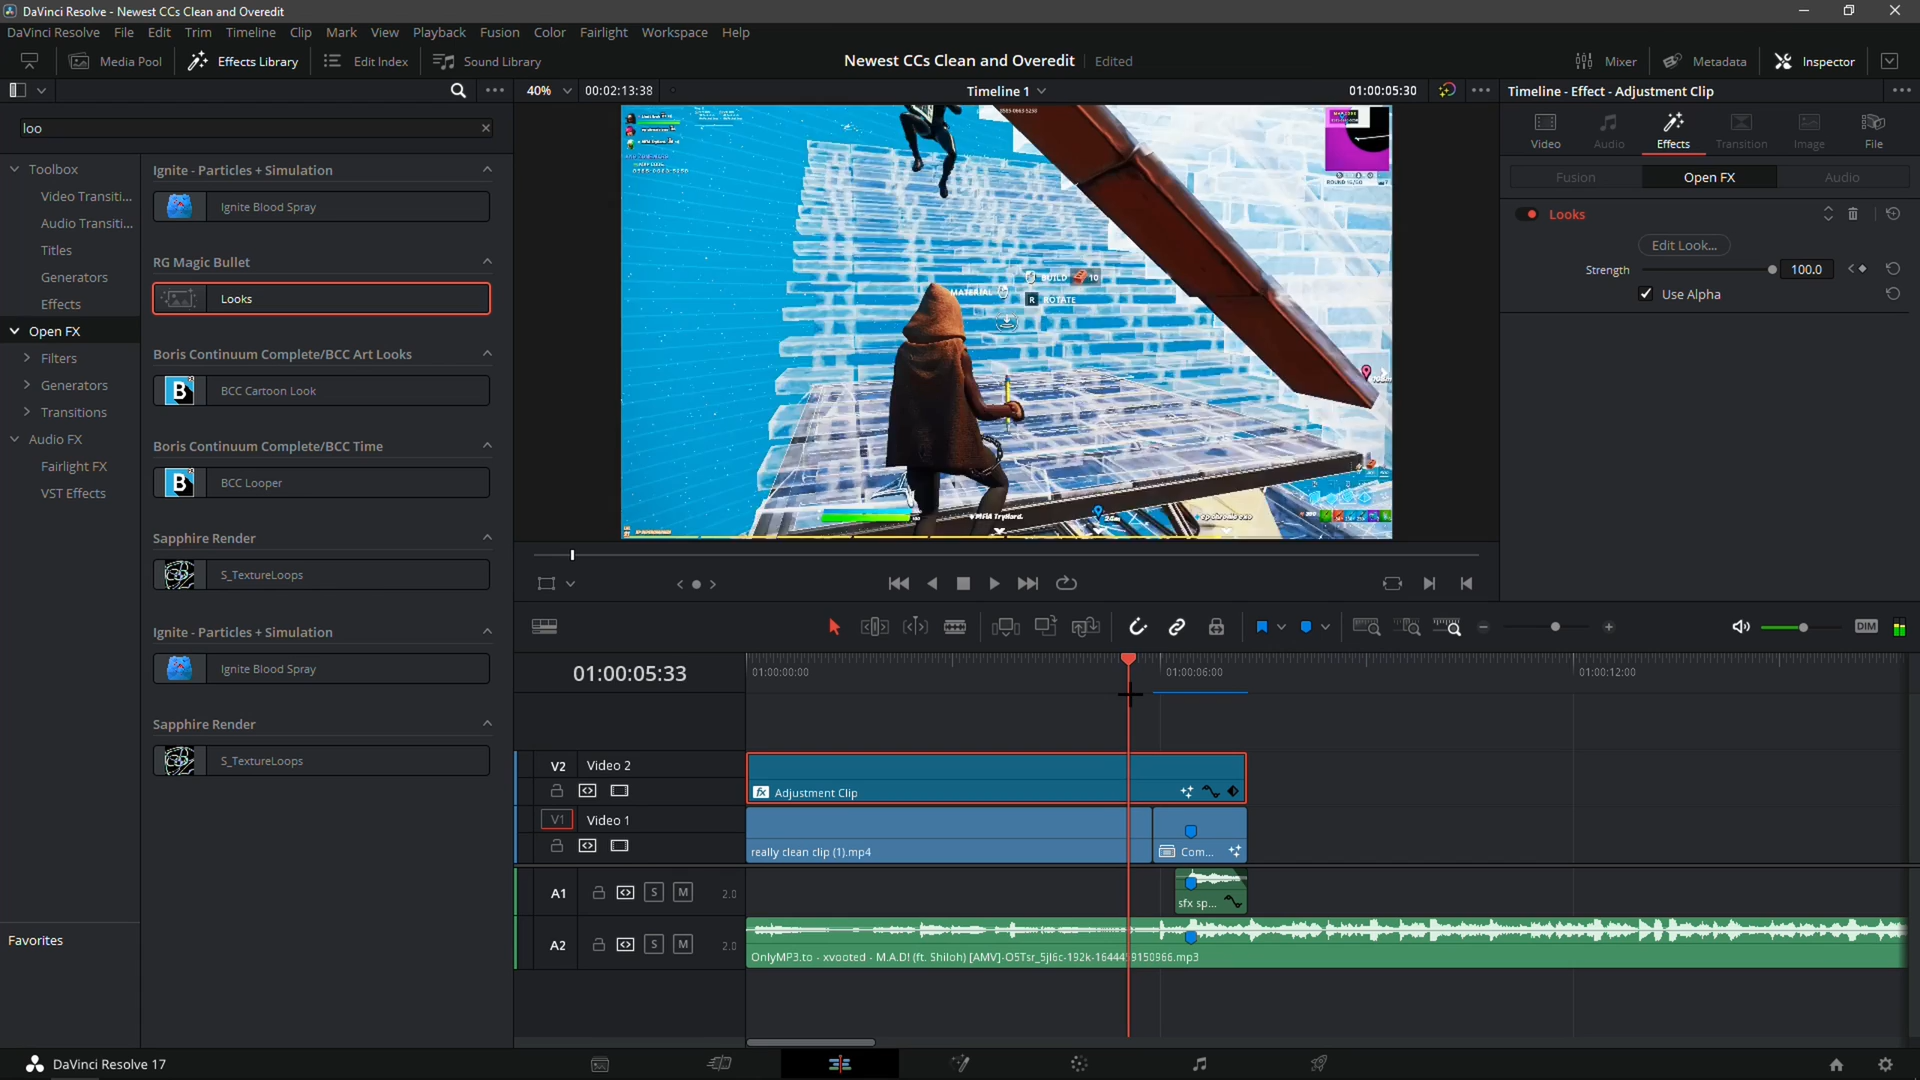 DaVinci Resolve - Newest CCs Clean and Overedit
DaVinci Resolve File Edit Trim Timeline Clip Mark View Playback Fusion Color Fairlight Workspace Help
Media Pool Effects Library Edit Index Sound Library Newest CCs Clean and Overedit Edited Mixer Metadata Inspector
40% 00:02:13:38 Timeline 1 01:00:05:30 Timeline - Effect - Adjustment Clip
loo
Video Audio Effects Transition Image File
Fusion Open FX Audio
Looks
Edit Look...
Strength 100.0
Use Alpha
Toolbox
Video Transiti...
Audio Transiti...
Titles
Generators
Effects
Open FX
Filters
Generators
Transitions
Audio FX
Fairlight FX
VST Effects
Favorites
Ignite - Particles + Simulation
Ignite Blood Spray
RG Magic Bullet
Looks
Boris Continuum Complete/BCC Art Looks
B BCC Cartoon Look
Boris Continuum Complete/BCC Time
B BCC Looper
Sapphire Render
S_TextureLoops
Ignite - Particles + Simulation
Ignite Blood Spray
Sapphire Render
S_TextureLoops
BUILD 10
MATERIAL
R ROTATE
DIM
01:00:05:33 01:00:00:00 01:00:06:00 01:00:12:00
V2 Video 2
fx Adjustment Clip
V1 Video 1
really clean clip (1).mp4 Com...
A1 S M 2.0
sfx sp...
A2 S M 2.0
OnlyMP3.to - xvooted - M.A.D! (ft. Shiloh) [AMV]-O5Tsr_5jl6c-192k-1644459150966.mp3
DaVinci Resolve 17